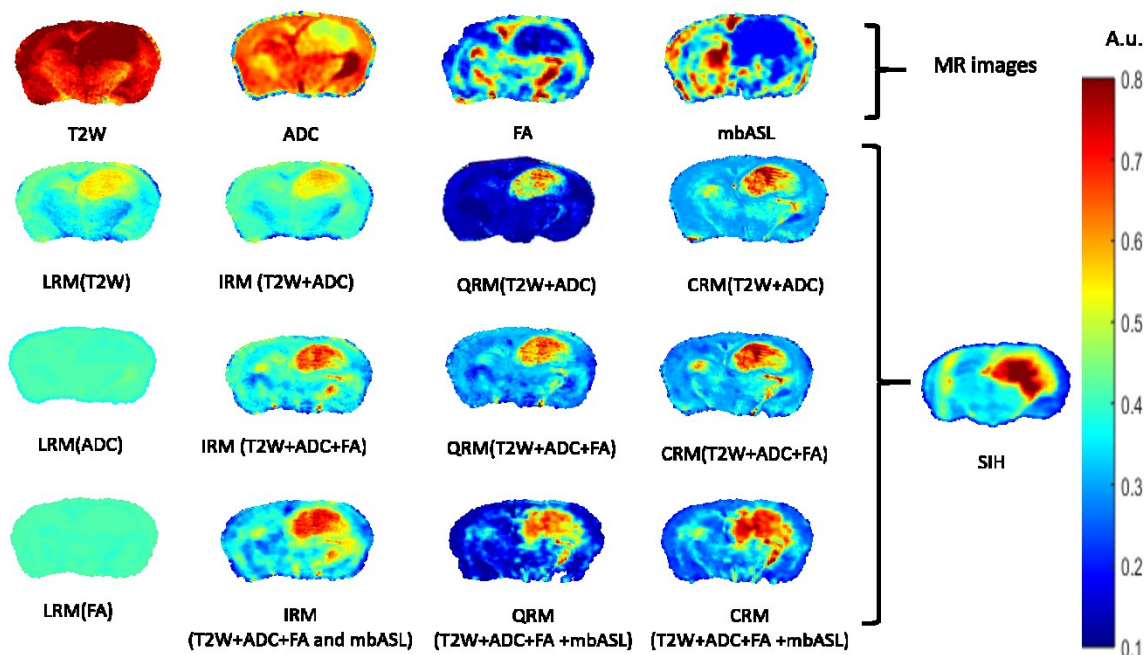 A.u.
MR images
T2W
ADC
FA
mbASL
LRM(T2W)
IRM (T2W+ADC)
QRM(T2W+ADC)
CRM(T2W+ADC)
LRM(ADC)
IRM (T2W+ADC+FA)
QRM(T2W+ADC+FA)
CRM(T2W+ADC+FA)
SIH
LRM(FA)
IRM
(T2W+ADC+FA and mbASL)
QRM
(T2W+ADC+FA +mbASL)
CRM
(T2W+ADC+FA +mbASL)
0.8
0.7
0.6
0.5
0.4
0.3
0.2
0.1